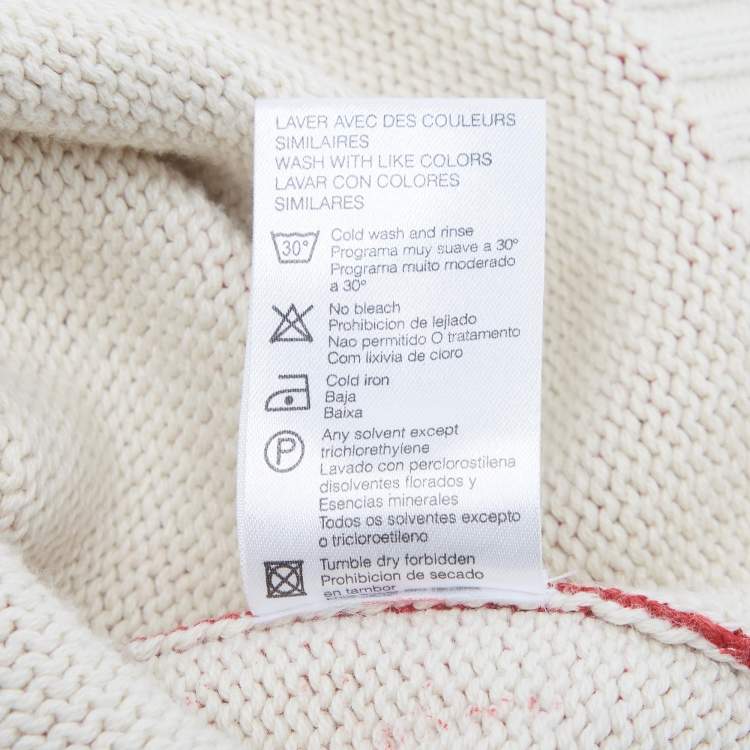 LAVER AVEC DES COULEURS
SIMILAIRES
WASH WITH LIKE COLORS
LAVAR CON COLORES
SIMILARES
30° Cold wash and rinse
Programa muy suave a 30°
Programa muito moderado
a 30°
No bleach
Prohibicion de lejiado
Nao permitido O tratamento
Com lixivia de cloro
Cold iron
Baja
Baixa
P Any solvent except
trichlorethylene
Lavado con perclorostilena
disolventes florados y
Esencias minerales
Todos os solventes excepto
o tricloroetileno
Tumble dry forbidden
Prohibicion de secado
en tambor